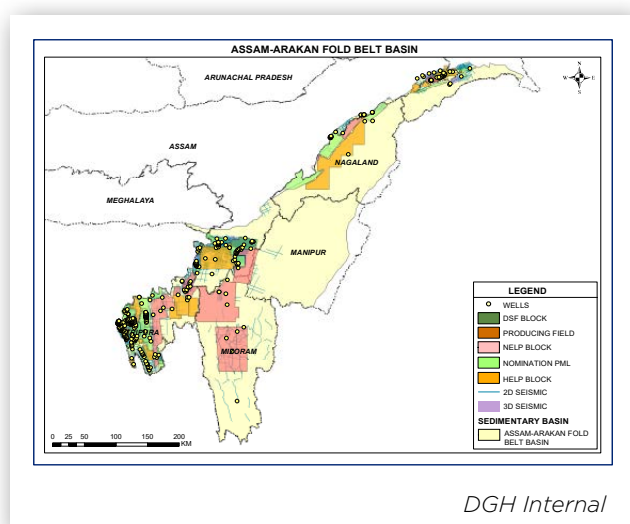 ASSAM-ARAKAN FOLD BELT BASIN
ARUNACHAL PRADESH
N
W E
S
ASSAM
NAGALAND
MEGHALAYA
MANIPUR
TRIPURA
MIZORAM
LEGEND
WELLS
DSF BLOCK
PRODUCING FIELD
NELP BLOCK
NOMINATION PML
HELP BLOCK
2D SEISMIC
3D SEISMIC
SEDIMENTARY BASIN
ASSAM-ARAKAN FOLD
BELT BASIN
0 25 50 100 150 200
KM
DGH Internal